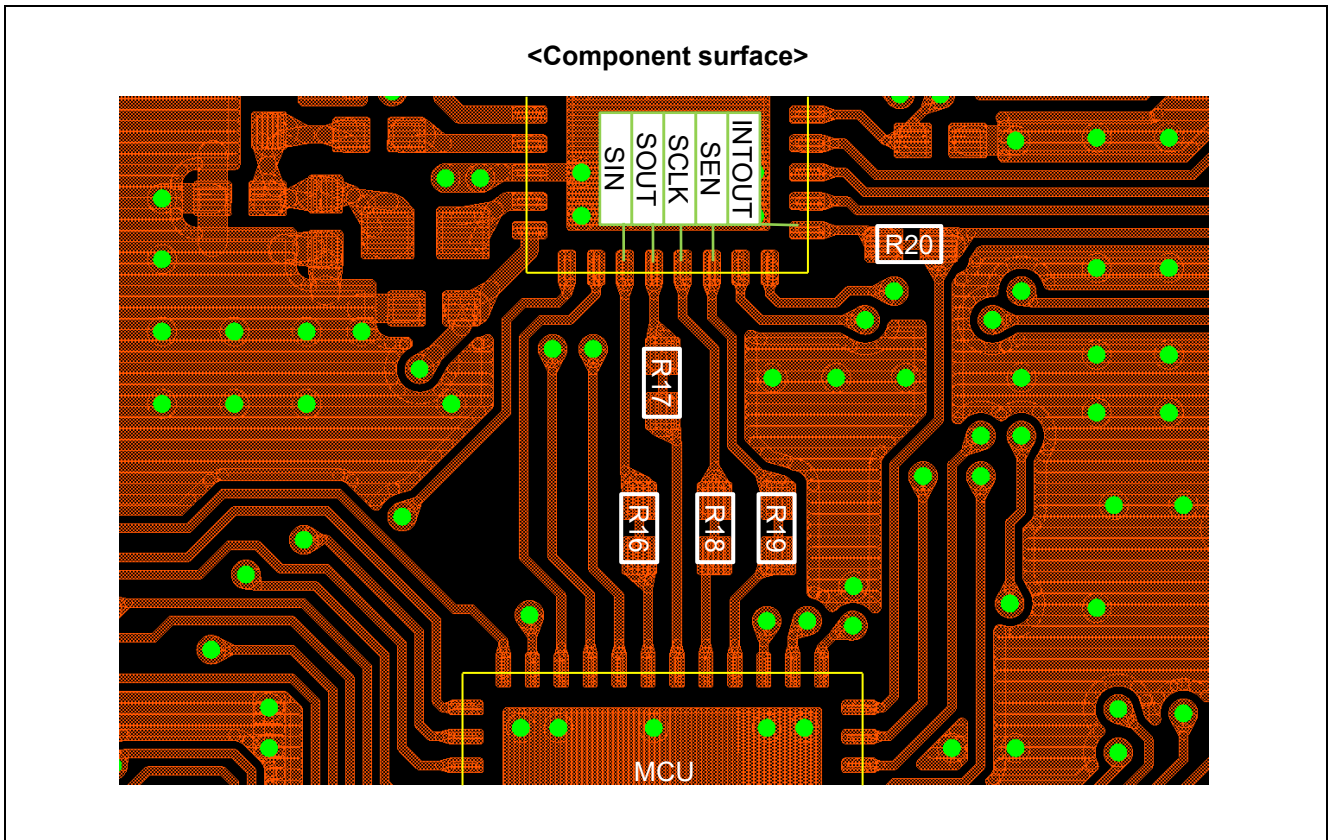 <Component surface>
SIN
SOUT
SCLK
SEN
INTOUT
R20
R17
R16
R18
R19
MCU